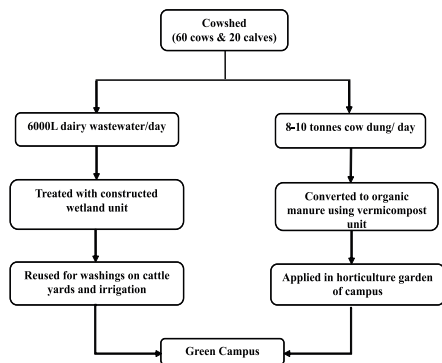 Cowshed
(60 cows & 20 calves)
6000L dairy wastewater/day
8-10 tonnes cow dung/ day
Treated with constructed
wetland unit
Converted to organic
manure using vermicompost
unit
Reused for washings on cattle
yards and irrigation
Applied in horticulture garden
of campus
Green Campus